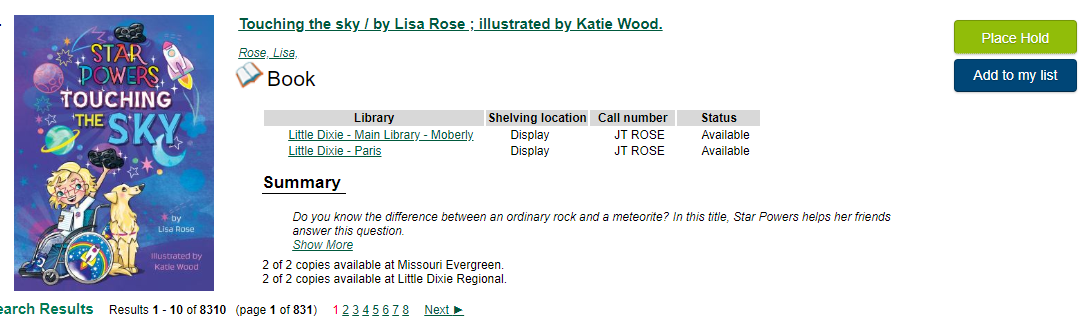 STAR
POWERS
TOUCHING
THE SKY
by
Lisa Rose
illustrated by
Katie Wood
Touching the sky / by Lisa Rose ; illustrated by Katie Wood.
Rose, Lisa,
Book
Place Hold
Add to my list
Library Shelving location Call number Status
Little Dixie - Main Library - Moberly Display JT ROSE Available
Little Dixie - Paris Display JT ROSE Available
Summary
Do you know the difference between an ordinary rock and a meteorite? In this title, Star Powers helps her friends
answer this question.
Show More
2 of 2 copies available at Missouri Evergreen.
2 of 2 copies available at Little Dixie Regional.
earch Results Results 1 - 10 of 8310 (page 1 of 831) 1 2 3 4 5 6 7 8 Next ►